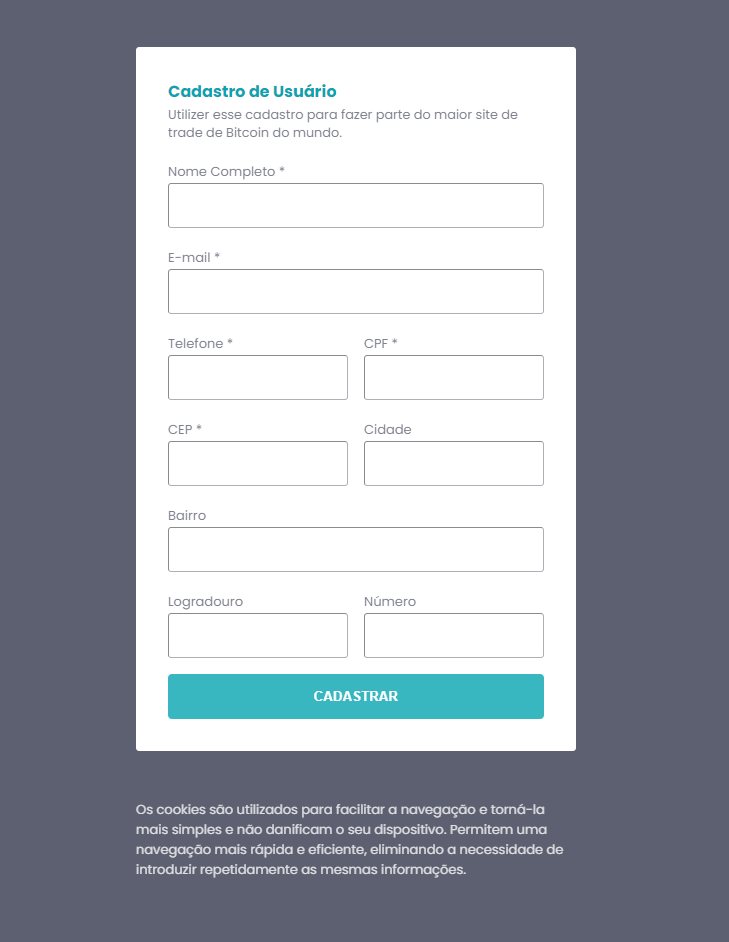 Cadastro de Usuário
Utilizer esse cadastro para fazer parte do maior site de
trade de Bitcoin do mundo.
Nome Completo *
E-mail *
Telefone * CPF *
CEP * Cidade
Bairro
Logradouro Número
CADASTRAR
Os cookies são utilizados para facilitar a navegação e torná-la
mais simples e não danificam o seu dispositivo. Permitem uma
navegação mais rápida e eficiente, eliminando a necessidade de
introduzir repetidamente as mesmas informações.